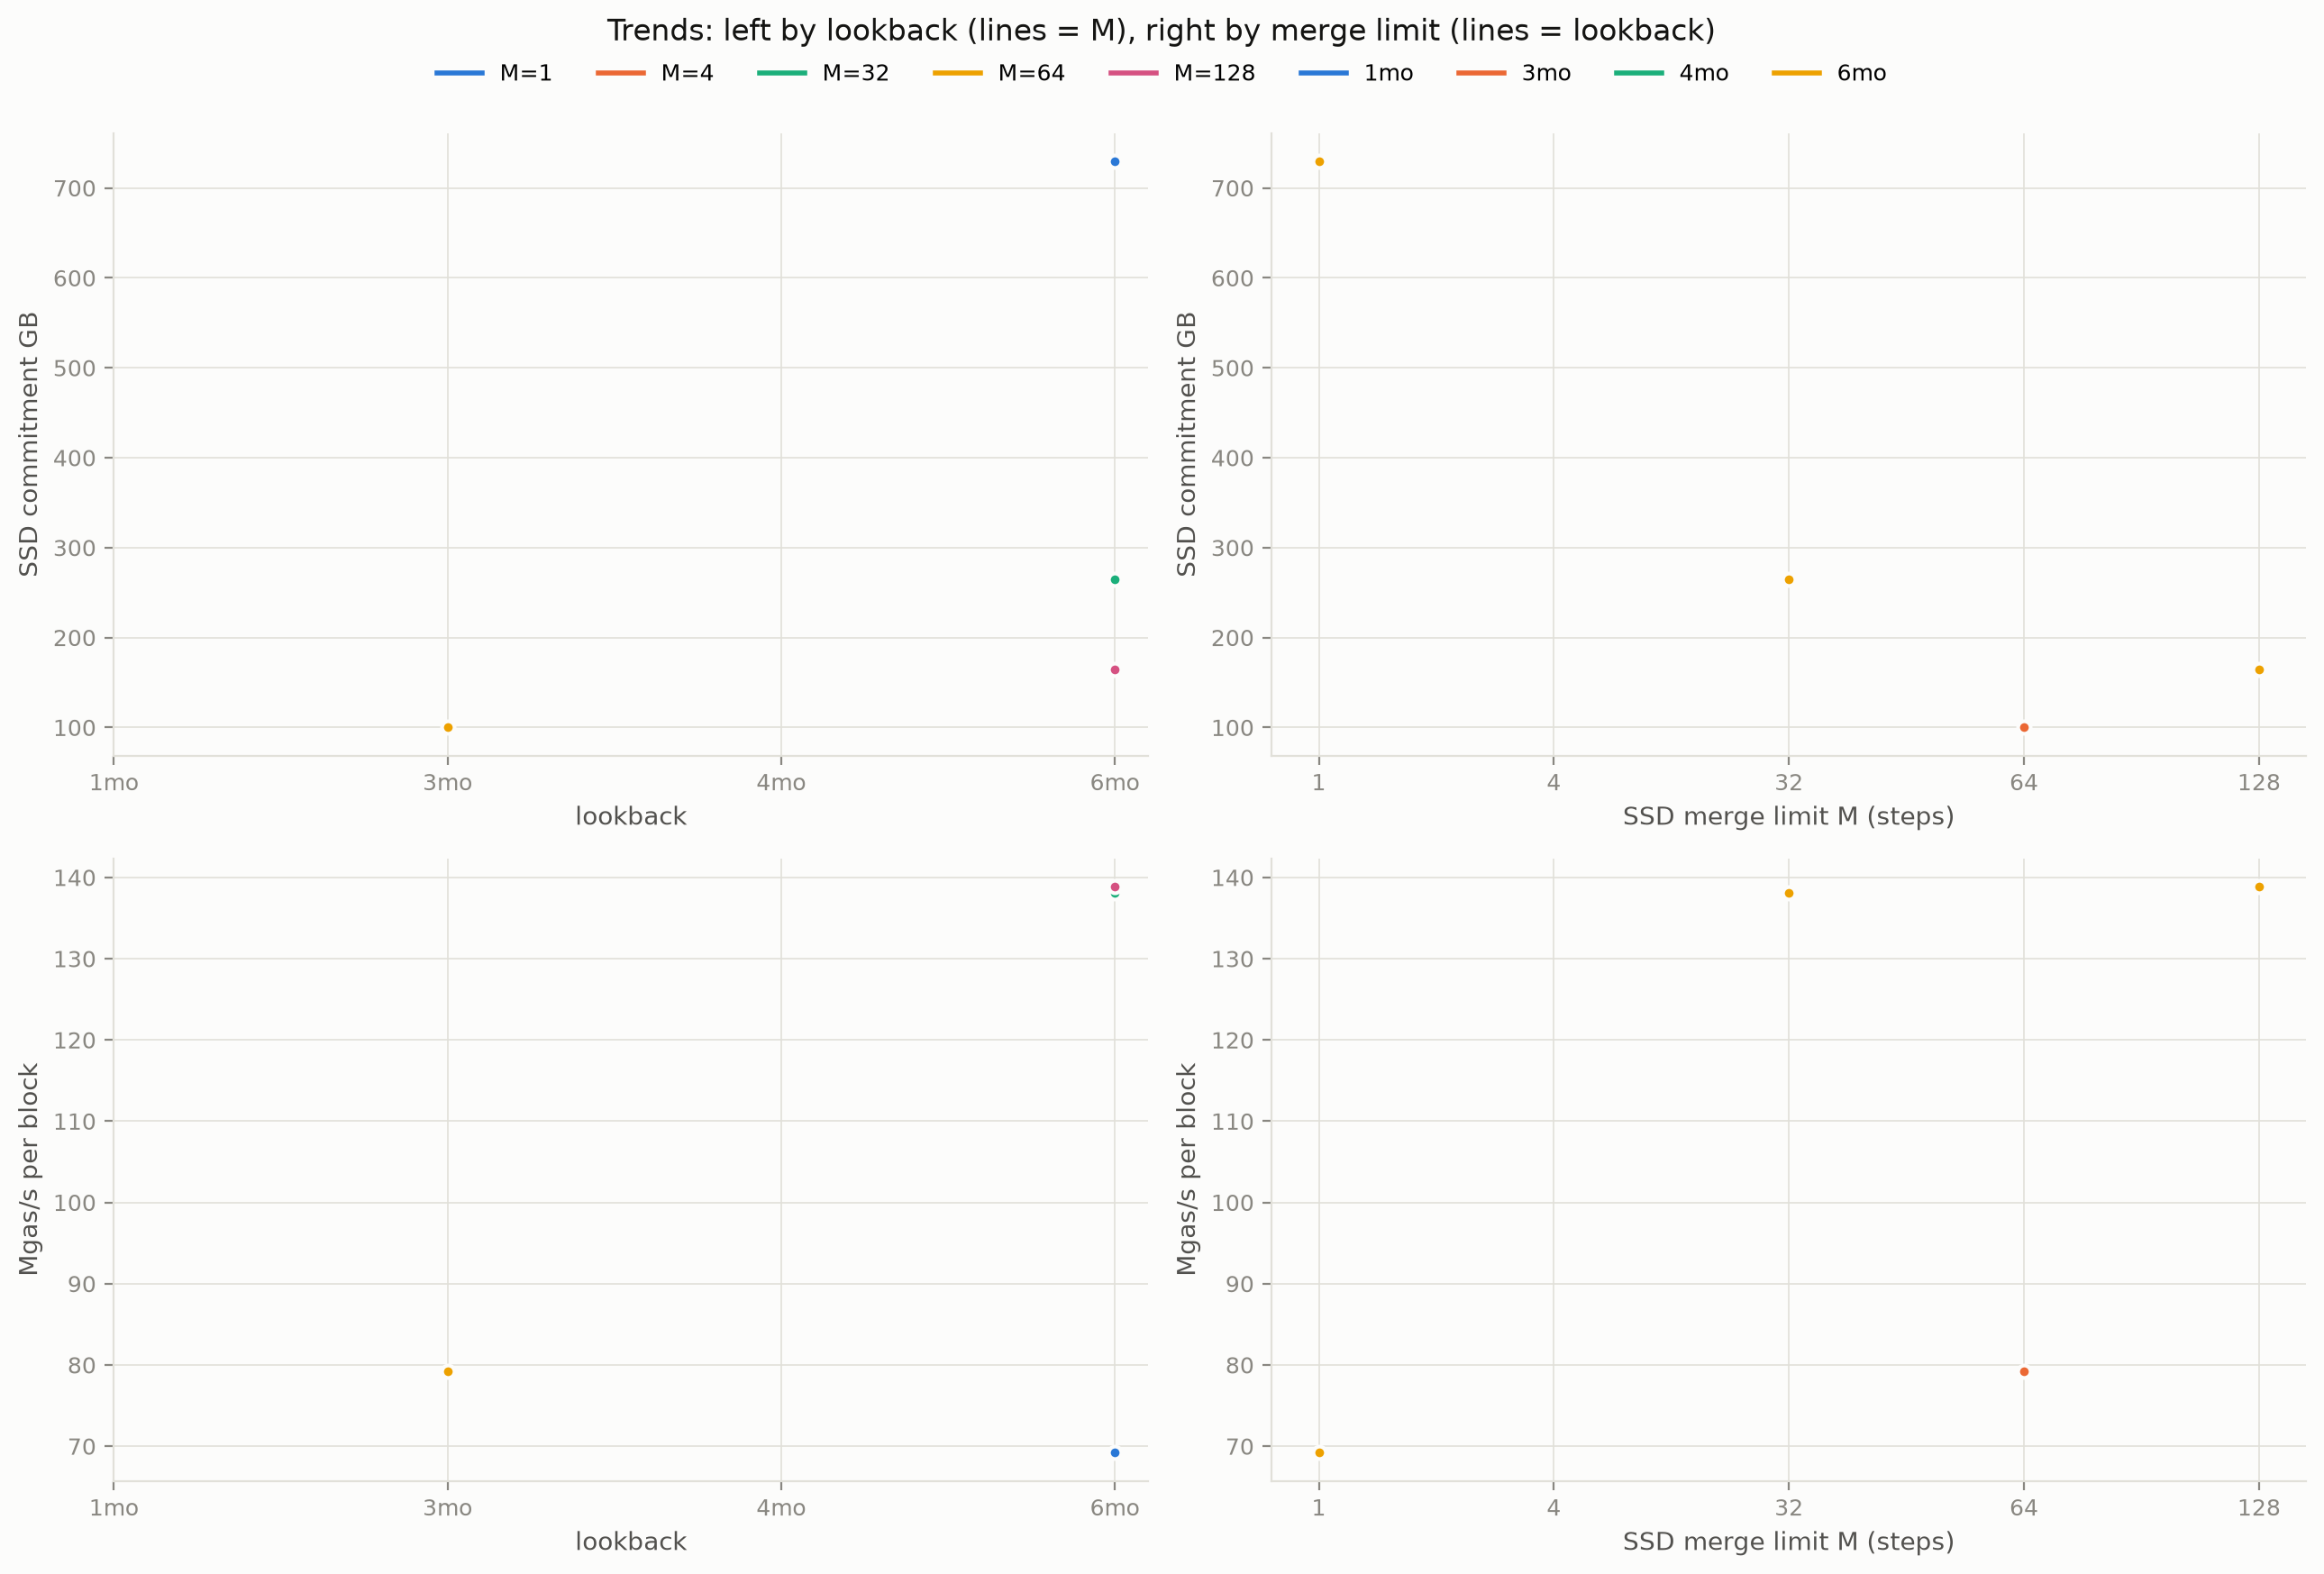 Trends: left by lookback (lines = M), right by merge limit (lines = lookback)
M=1 M=4 M=32 M=64 M=128 1mo 3mo 4mo 6mo
SSD commitment GB
700
600
500
400
300
200
100
1mo 3mo 4mo 6mo
lookback
SSD commitment GB
700
600
500
400
300
200
100
1 4 32 64 128
SSD merge limit M (steps)
Mgas/s per block
140
130
120
110
100
90
80
70
1mo 3mo 4mo 6mo
lookback
Mgas/s per block
140
130
120
110
100
90
80
70
1 4 32 64 128
SSD merge limit M (steps)